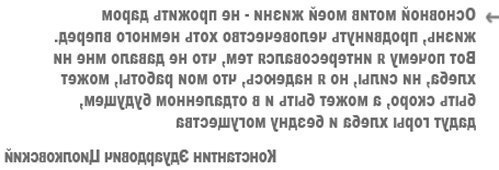 Основной мотив моей жизни - не прожить даром
жизнь, продвинуть человечество хоть немного вперед.
Вот почему я интересовался тем, что не давало мне ни
хлеба, ни силы, но я надеюсь, что мои работы, может
быть скоро, а может быть и в отдаленном будущем,
дадут горы хлеба и бездну могущества
Константин Эдуардович Циолковский